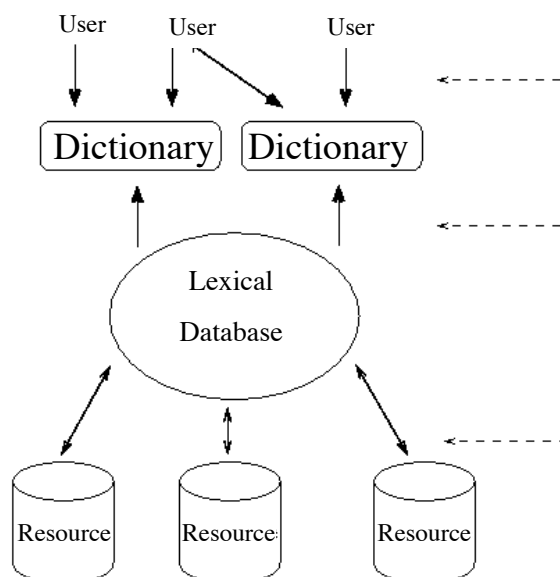 User
User
User
Dictionary
Dictionary
Lexical
Database
Resource
Resource
Resource